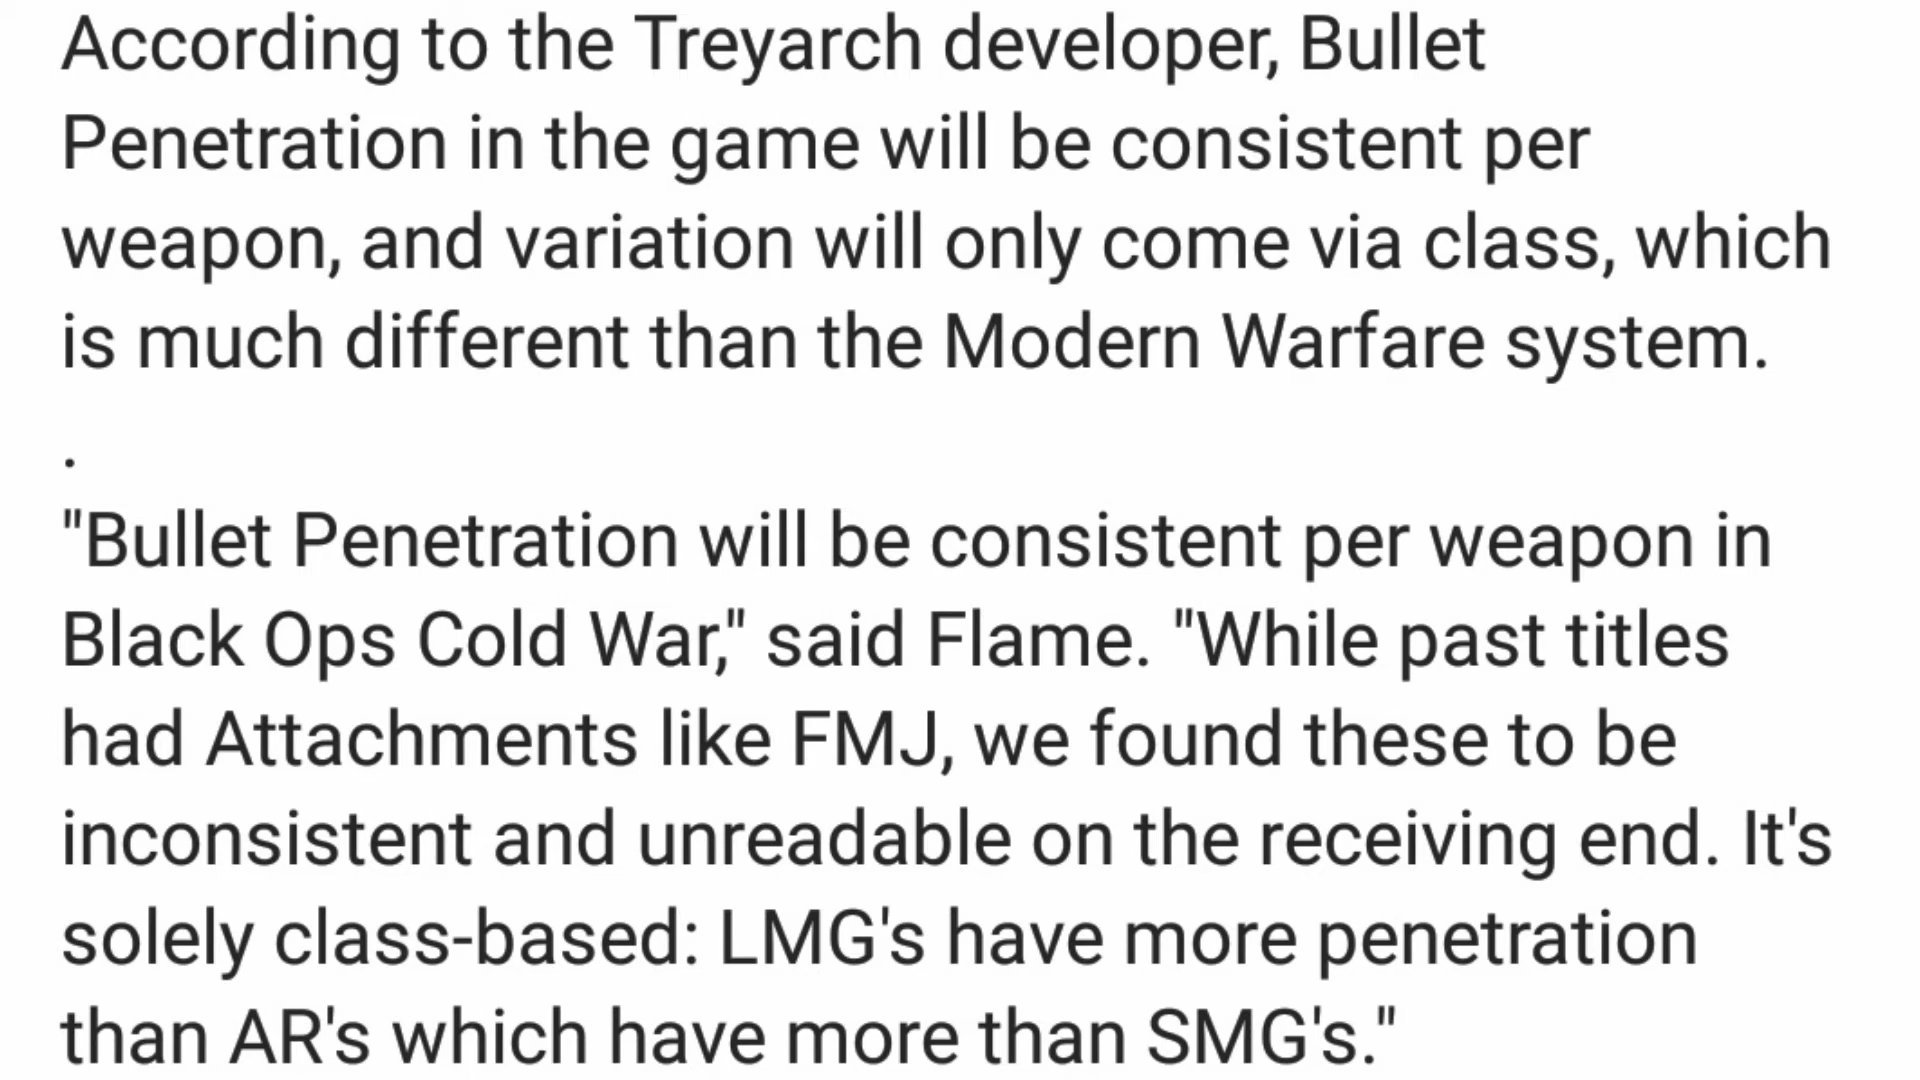 According to the Treyarch developer, Bullet
Penetration in the game will be consistent per
weapon, and variation will only come via class, which
is much different than the Modern Warfare system.
.
"Bullet Penetration will be consistent per weapon in
Black Ops Cold War," said Flame. "While past titles
had Attachments like FMJ, we found these to be
inconsistent and unreadable on the receiving end. It's
solely class-based: LMG's have more penetration
than AR's which have more than SMG's."